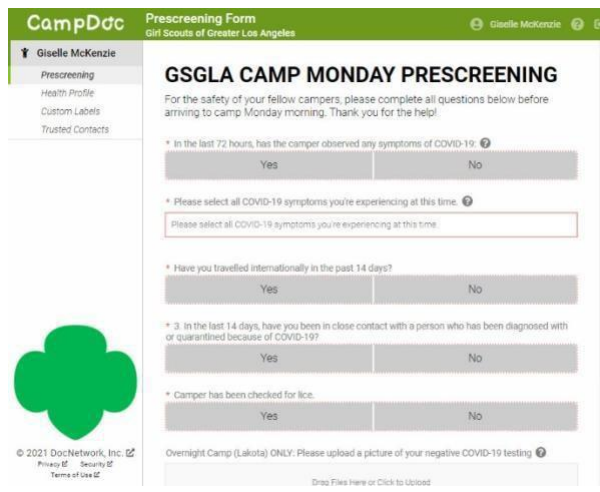 CampDoc
Prescreening Form
Girl Scouts of Greater Los Angeles
Giselle McKenzie
Giselle McKenzie
Prescreening
Health Profile
Custom Labels
Trusted Contacts
GSGLA CAMP MONDAY PRESCREENING
For the safety of your fellow campers, please complete all questions below before
arriving to camp Monday morning. Thank you for the help!
* In the last 72 hours, has the camper observed any symptoms of COVID-19:
Yes No
* Please select all COVID-19 symptoms you're experiencing at this time.
Please select all COVID-19 symptoms you're experiencing at this time.
* Have you travelled internationally in the past 14 days?
Yes No
* 3. In the last 14 days, have you been in close contact with a person who has been diagnosed with
or quarantined because of COVID-19?
Yes No
* Camper has been checked for lice.
Yes No
Overnight Camp (Lakota) ONLY: Please upload a picture of your negative COVID-19 testing
Drag Files Here or Click to Upload
© 2021 DocNetwork, Inc.
Privacy Security
Terms of Use